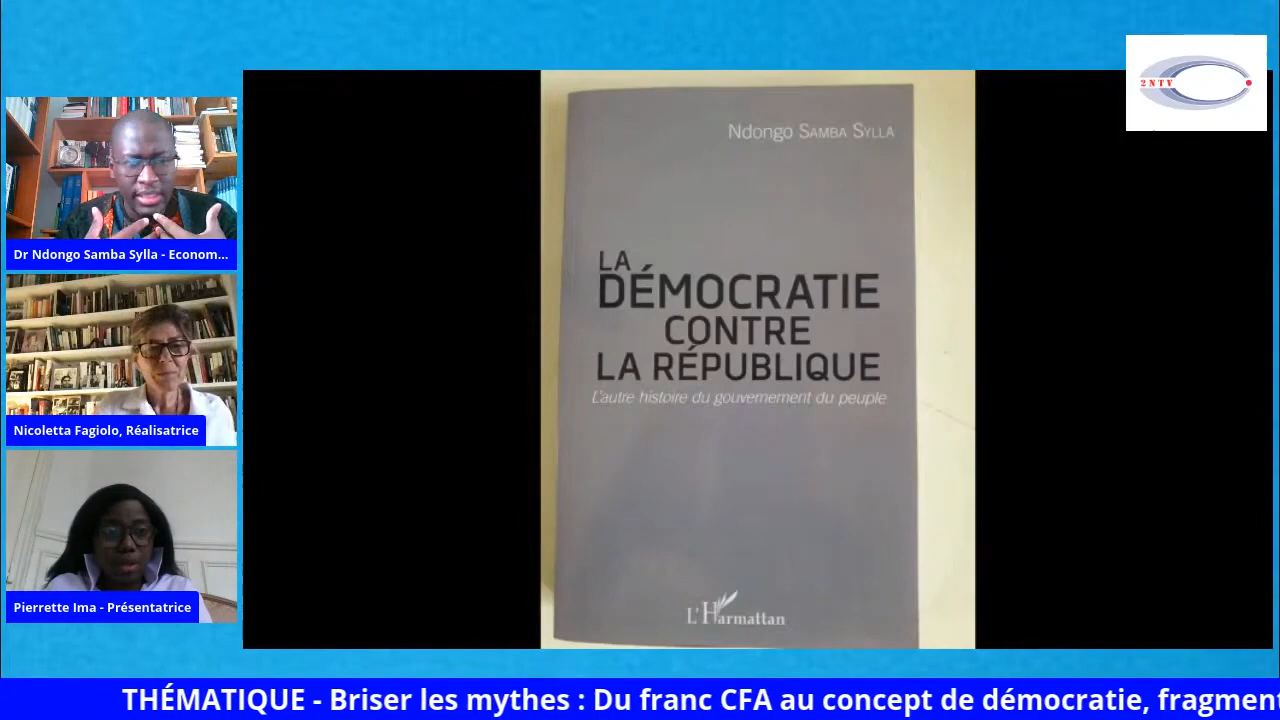 2NTV
Dr Ndongo Samba Sylla - Econom...
Nicoletta Fagiolo, Réalisatrice
Pierrette Ima - Présentatrice
Ndongo SAMBA SYLLA
LA
DÉMOCRATIE
CONTRE
LA RÉPUBLIQUE
L'autre histoire du gouvernement du peuple
L'Harmattan
THÉMATIQUE - Briser les mythes : Du franc CFA au concept de démocratie, fragment